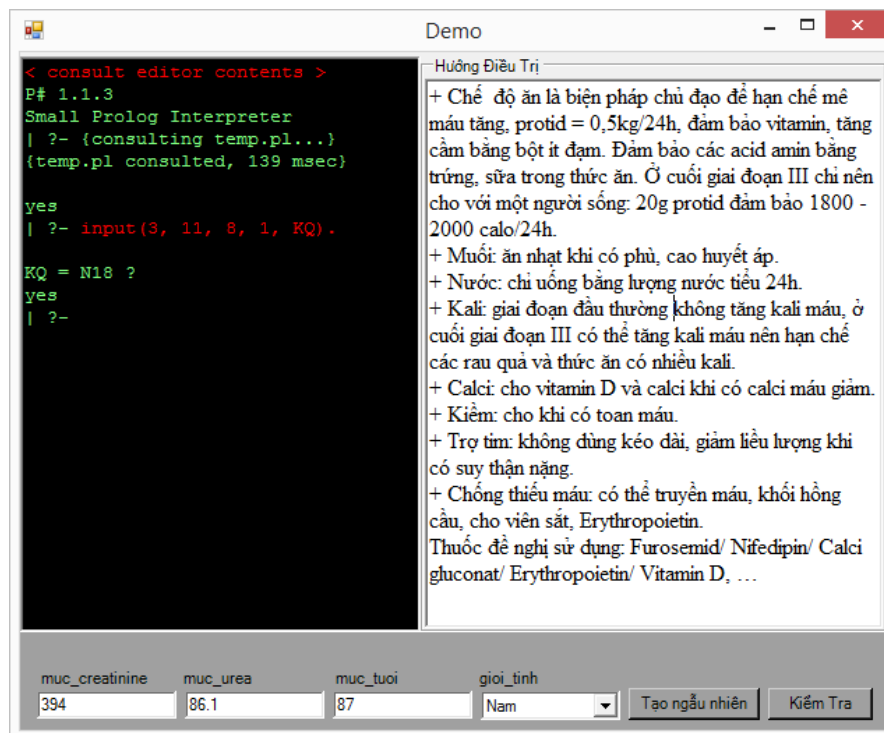 Demo
< consult editor contents >
P# 1.1.3
Small Prolog Interpreter
| ?- {consulting temp.pl...}
{temp.pl consulted, 139 msec}
yes
| ?- input(3, 11, 8, 1, KQ).
KQ = N18 ?
yes
| ?-
Hướng Điều Trị
+ Chế độ ăn là biện pháp chủ đạo để hạn chế mê
máu tăng, protid = 0,5kg/24h, đảm bảo vitamin, tăng
cầm bằng bột ít đạm. Đảm bảo các acid amin bằng
trứng, sữa trong thức ăn. Ở cuối giai đoạn III chỉ nên
cho với một người sống: 20g protid đảm bảo 1800 -
2000 calo/24h.
+ Muối: ăn nhạt khi có phù, cao huyết áp.
+ Nước: chỉ uống bằng lượng nước tiểu 24h.
+ Kali: giai đoạn đầu thường không tăng kali máu, ở
cuối giai đoạn III có thể tăng kali máu nên hạn chế
các rau quả và thức ăn có nhiều kali.
+ Calci: cho vitamin D và calci khi có calci máu giảm.
+ Kiềm: cho khi có toan máu.
+ Trợ tim: không dùng kéo dài, giảm liều lượng khi
có suy thận nặng.
+ Chống thiếu máu: có thể truyền máu, khối hồng
cầu, cho viên sắt, Erythropoietin.
Thuốc đề nghị sử dụng: Furosemid/ Nifedipin/ Calci
gluconat/ Erythropoietin/ Vitamin D, …
muc_creatinine muc_urea muc_tuoi gioi_tinh
394 86.1 87 Nam Tạo ngẫu nhiên Kiểm Tra